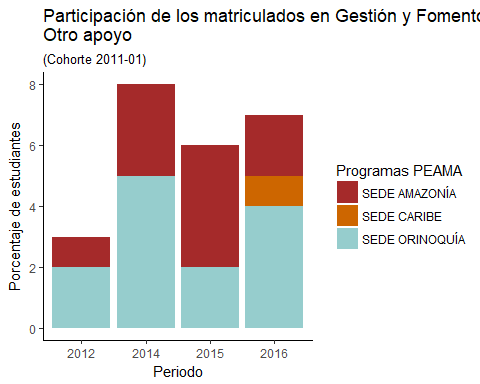 Participación de los matriculados en Gestión y Fomento
Otro apoyo
(Cohorte 2011-01)
Porcentaje de estudiantes
8
6
4
2
0
2012
2014
2015
2016
Periodo
Programas PEAMA
SEDE AMAZONÍA
SEDE CARIBE
SEDE ORINOQUÍA